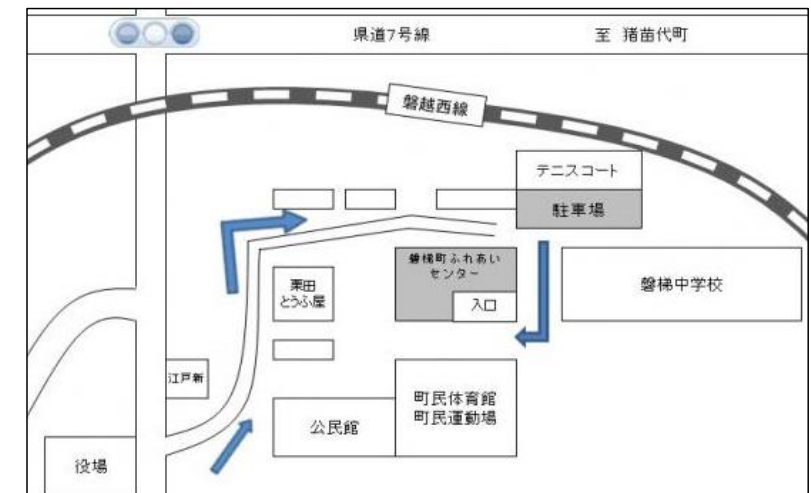 県道7号線
至 猪苗代町
磐越西線
テニスコート
駐車場
磐梯町ふれあい
センター
入口
磐梯中学校
栗田
とうふ屋
江戸新
町民体育館
町民運動場
公民館
役場